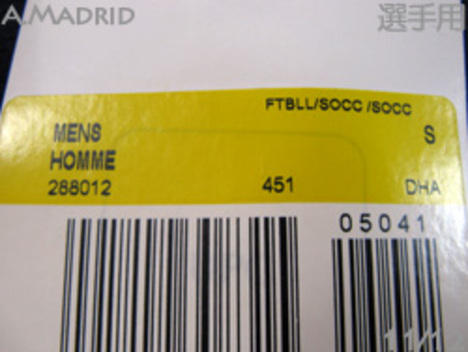 A.MADRID 選手用
FTBLL/SOCC /SOCC
MENS S
HOMME
288012 451 DHA
05041